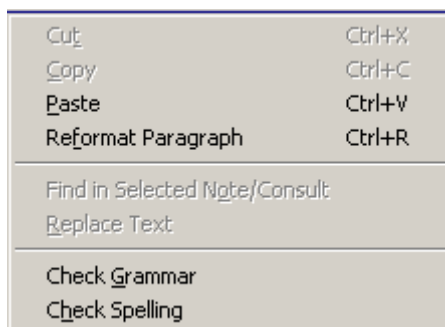 Cut Ctrl+X
Copy Ctrl+C
Paste Ctrl+V
Reformat Paragraph Ctrl+R
Find in Selected Note/Consult
Replace Text
Check Grammar
Check Spelling